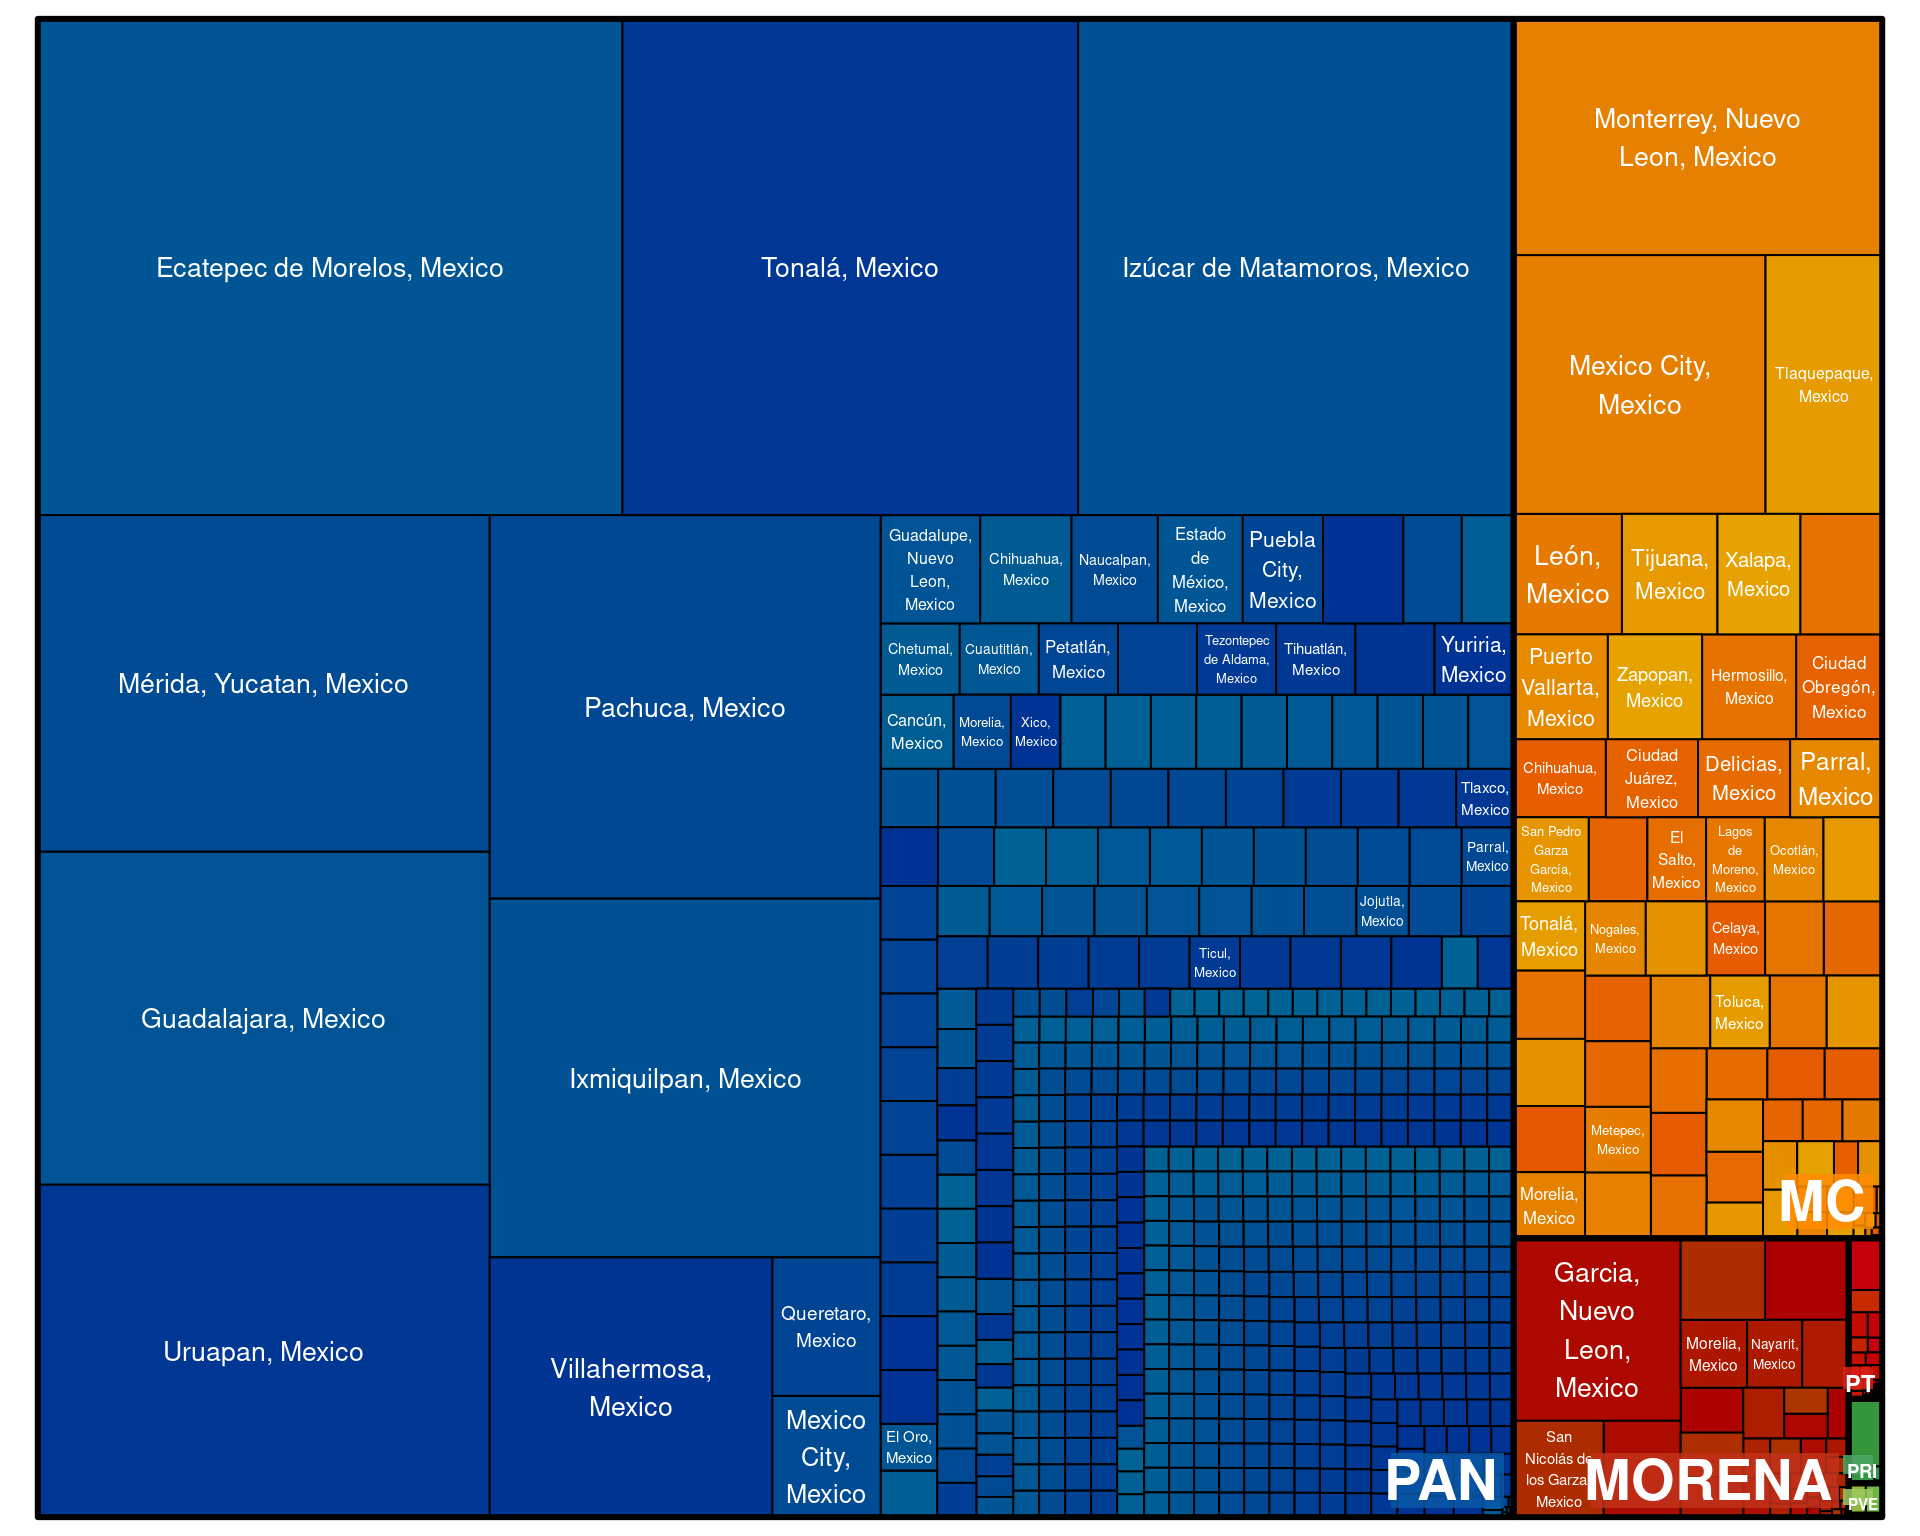 Ecatepec de Morelos, Mexico
Tonalá, Mexico
Izúcar de Matamoros, Mexico
Mérida, Yucatan, Mexico
Guadalajara, Mexico
Uruapan, Mexico
Pachuca, Mexico
Ixmiquilpan, Mexico
Villahermosa,
Mexico
Queretaro,
Mexico
Mexico
City,
Mexico
Guadalupe,
Nuevo
Leon,
Mexico
Chihuahua,
Mexico
Naucalpan,
Mexico
Estado
de
México,
Mexico
Puebla
City,
Mexico
Chetumal,
Mexico
Cuautitlán,
Mexico
Petatlán,
Mexico
Tezontepec
de Aldama,
Mexico
Tihuatlán,
Mexico
Yuriria,
Mexico
Cancún,
Mexico
Morelia,
Mexico
Xico,
Mexico
Tlaxco,
Mexico
Parral,
Mexico
Jojutla,
Mexico
Ticul,
Mexico
El Oro,
Mexico
PAN
Monterrey, Nuevo
Leon, Mexico
Mexico City,
Mexico
Tlaquepaque,
Mexico
León,
Mexico
Tijuana,
Mexico
Xalapa,
Mexico
Puerto
Vallarta,
Mexico
Zapopan,
Mexico
Hermosillo,
Mexico
Ciudad
Obregón,
Mexico
Chihuahua,
Mexico
Ciudad
Juárez,
Mexico
Delicias,
Mexico
Parral,
Mexico
San Pedro
Garza
García,
Mexico
El
Salto,
Mexico
Lagos
de
Moreno,
Mexico
Ocotlán,
Mexico
Tonalá,
Mexico
Nogales,
Mexico
Celaya,
Mexico
Toluca,
Mexico
Metepec,
Mexico
Morelia,
Mexico
MC
Garcia,
Nuevo
Leon,
Mexico
Morelia,
Mexico
Nayarit,
Mexico
San
Nicolás de
los Garza,
Mexico
MORENA
PT
PRI
PVE